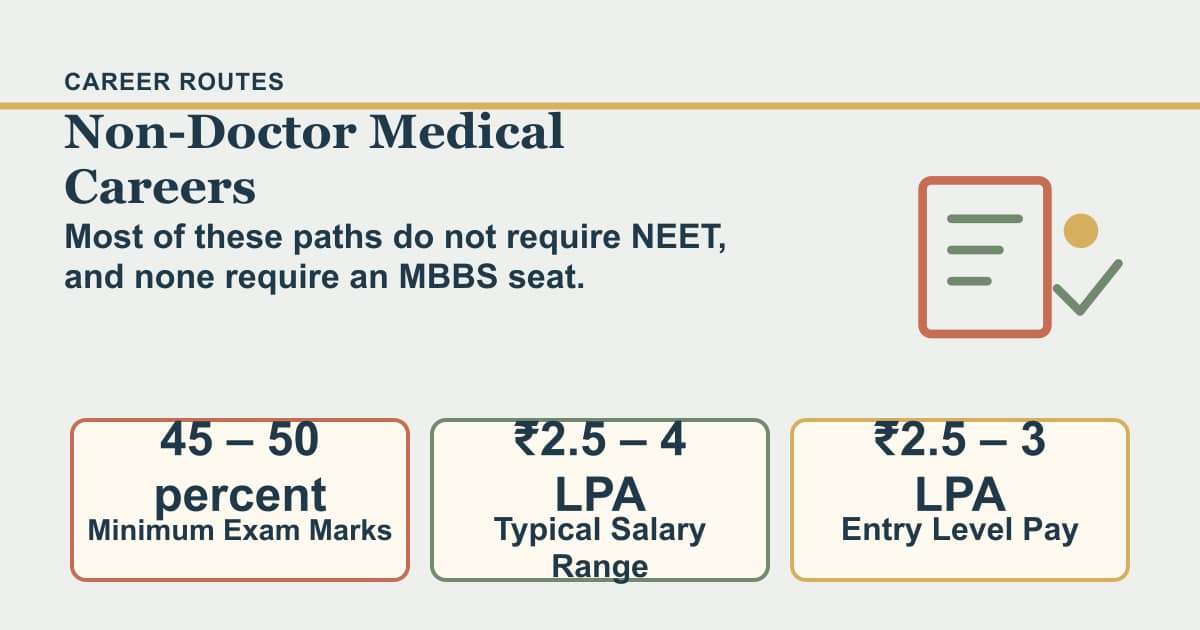 CAREER ROUTES
Non-Doctor Medical
Careers
Most of these paths do not require NEET,
and none require an MBBS seat.
45 – 50
percent
Minimum Exam Marks
₹2.5 – 4
LPA
Typical Salary
Range
₹2.5 – 3
LPA
Entry Level Pay